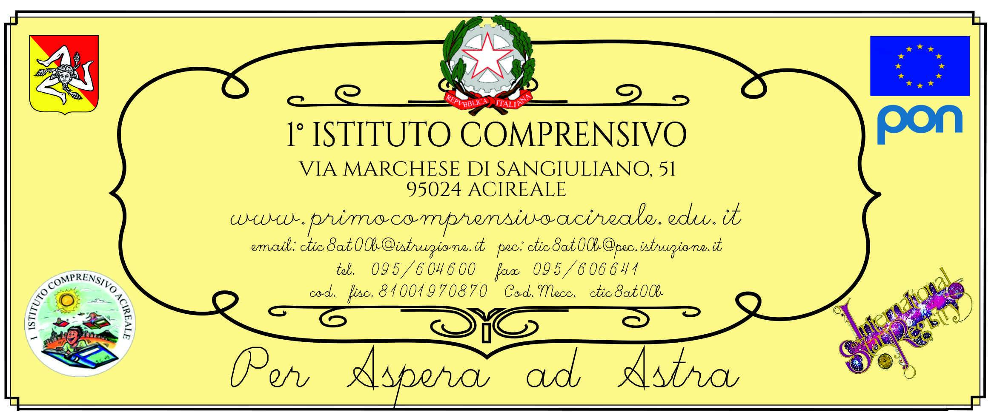 REPVBBLICA ITALIANA
pon
1° ISTITUTO COMPRENSIVO
VIA MARCHESE DI SANGIULIANO, 51
95024 ACIREALE
www.primocomprensivoacireale.edu.it
email: ctic8at00b@istruzione.it pec: ctic8at00b@pec.istruzione.it
tel. 095/604600 fax 095/606641
cod. fisc. 81001970870 Cod. Mecc. ctic8at00b
I ISTITUTO COMPRENSIVO ACIREALE
International
Star Registry
Per Aspera ad Astra